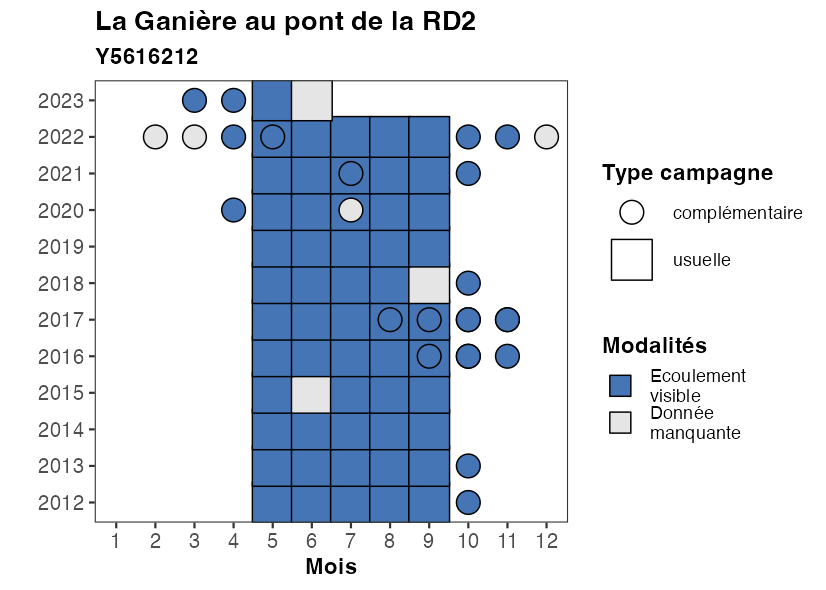 La Ganière au pont de la RD2
Y5616212
2023
2022
2021
2020
2019
2018
2017
2016
2015
2014
2013
2012
1 2 3 4 5 6 7 8 9 10 11 12
Mois
Type campagne
complémentaire
usuelle
Modalités
Ecoulement
visible
Donnée
manquante